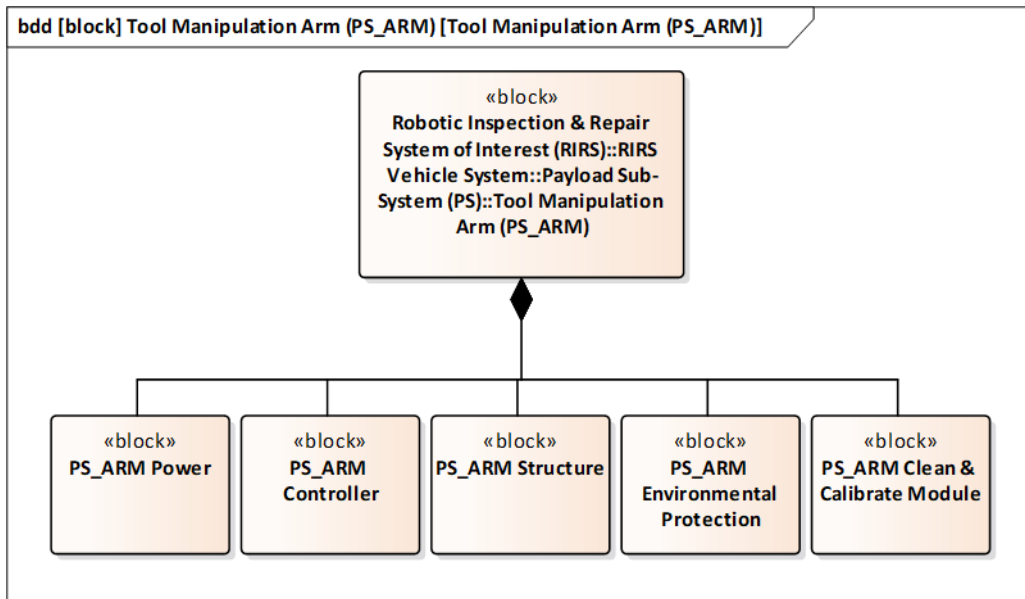 bdd [block] Tool Manipulation Arm (PS_ARM) [Tool Manipulation Arm (PS_ARM)]
«block»
Robotic Inspection & Repair
System of Interest (RIRS)::RIRS
Vehicle System::Payload Sub-
System (PS)::Tool Manipulation
Arm (PS_ARM)
«block»
PS_ARM Power
«block»
PS_ARM
Controller
«block»
PS_ARM Structure
«block»
PS_ARM
Environmental
Protection
«block»
PS_ARM Clean &
Calibrate Module